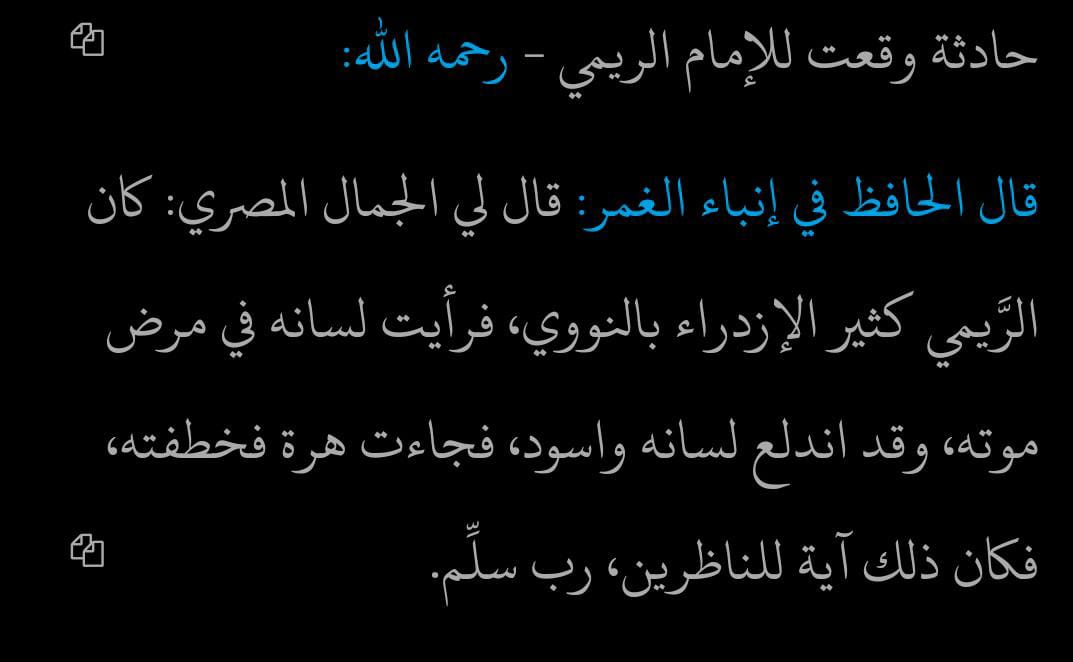 حادثة وقعت للإمام الريمي – رحمه الله:
قال الحافظ في إنباء الغمر: قال لي الجمال المصري: كان
الرَّيمي كثير الإزدراء بالنووي، فرأيت لسانه في مرض
موته، وقد اندلع لسانه واسود، فجاءت هرة فخطفته،
فكان ذلك آية للناظرين، رب سلِّم.